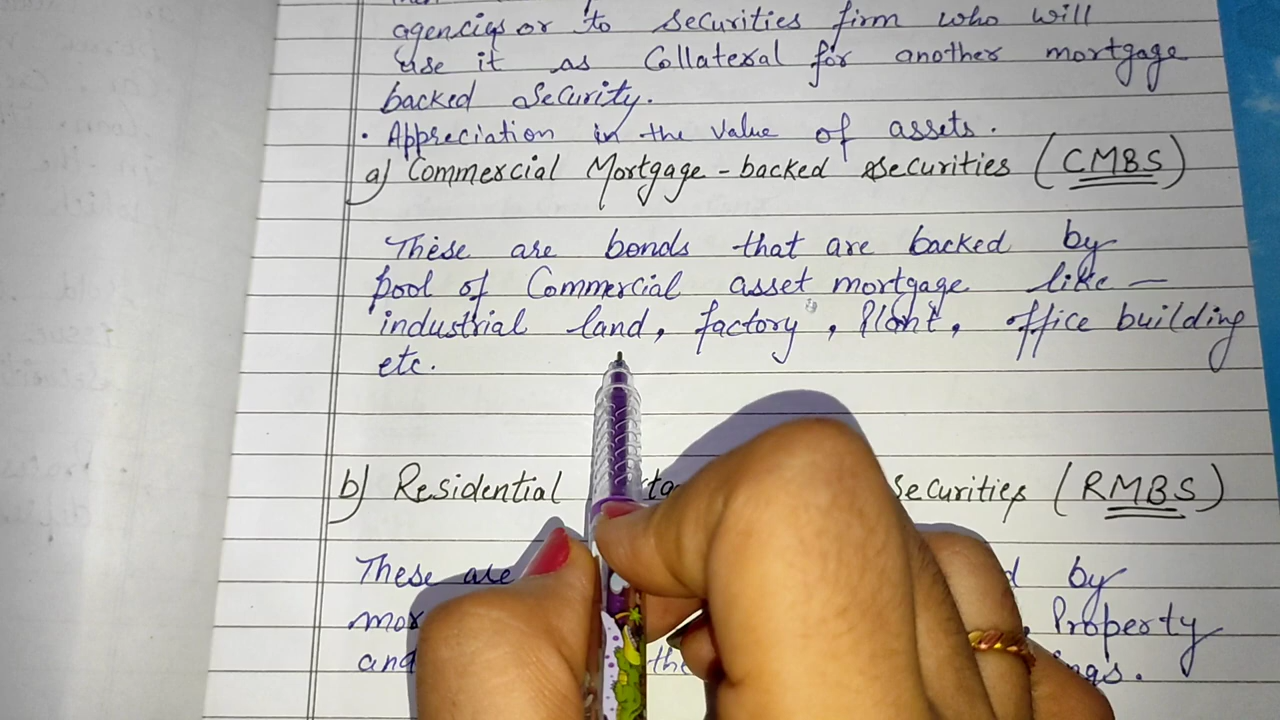 agencies or to securities firm who will
use it as Collateral for another mortgage
backed Security.
• Appreciation in the value of assets.
a) Commercial Mortgage-backed securities (CMBS)
These are bonds that are backed by
pool of Commercial asset mortgage like —
industrial land, factory, Plant, office building
etc.
b) Residential securities (RMBS)
These are by
Property
and the